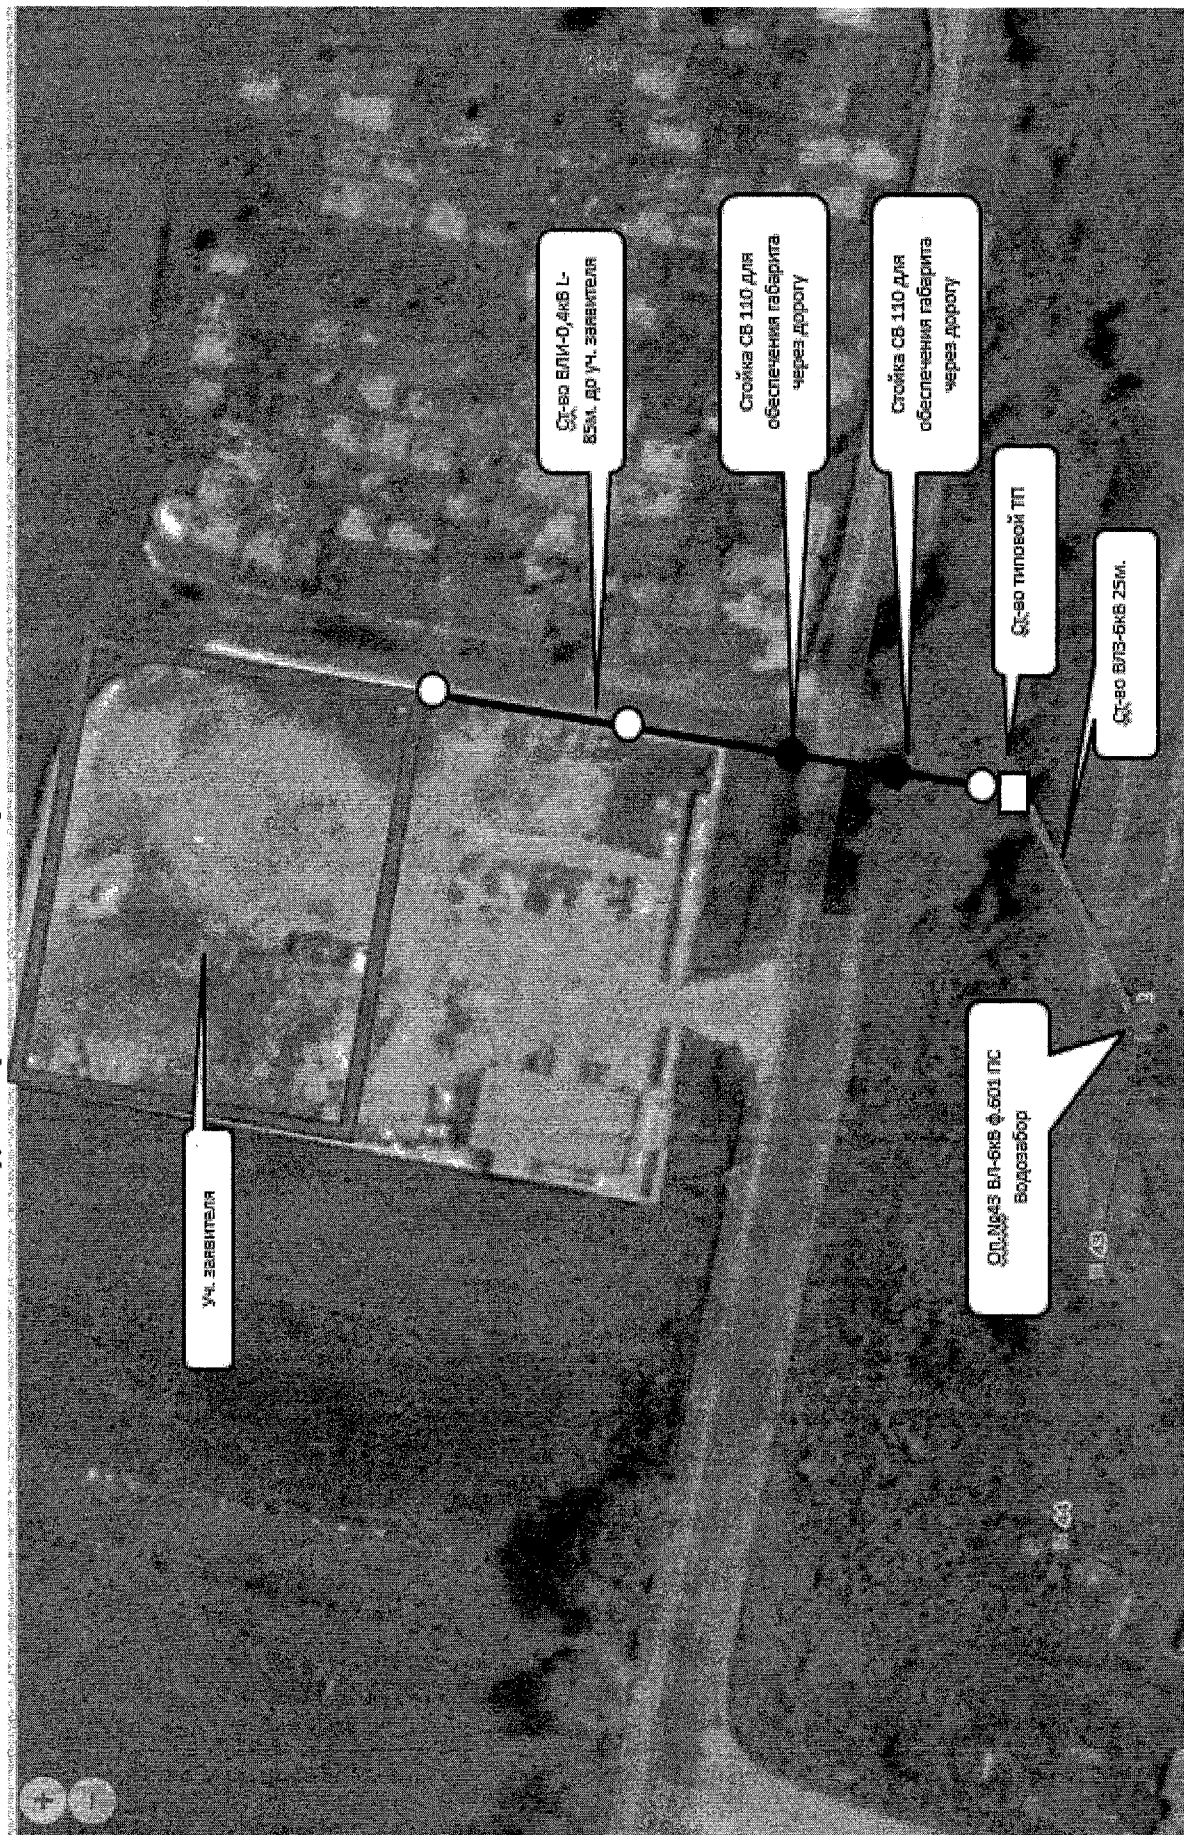 Уч. заявителя
Ст-во ВЛИ-0,4кВ L-
85м. до уч. заявителя
Стойка СВ 110 для
обеспечения габарита
через дорогу
Стойка СВ 110 для
обеспечения габарита
через дорогу
Ст-во типовой ТП
Ст-во ВЛЗ-6кВ 25м.
Оп.№43 ВЛ-6кВ ф.601 ПС
Водозабор